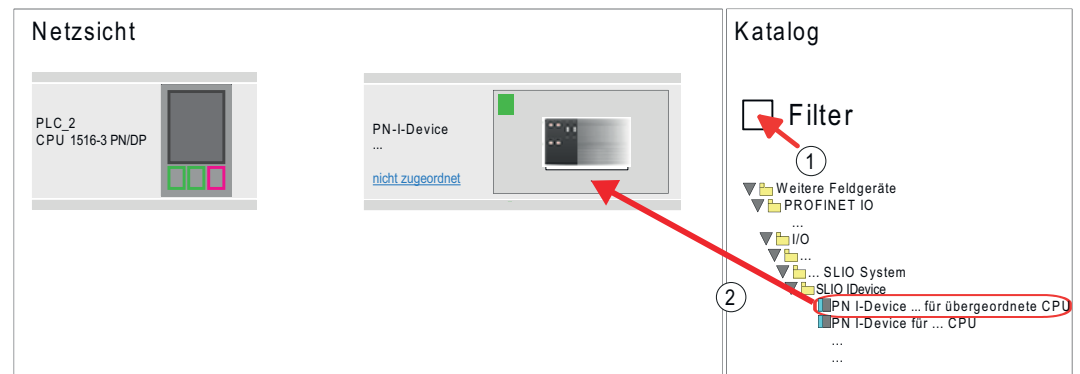 Netzsicht
PLC_2
CPU 1516-3 PN/DP
PN-I-Device
...
nicht zugeordnet
Katalog
Filter
1
Weitere Feldgeräte
PROFINET IO
...
I/O
...
... SLIO System
SLIO IDevice
2
PN I-Device ... für übergeordnete CPU
PN I-Device für ... CPU
...
...